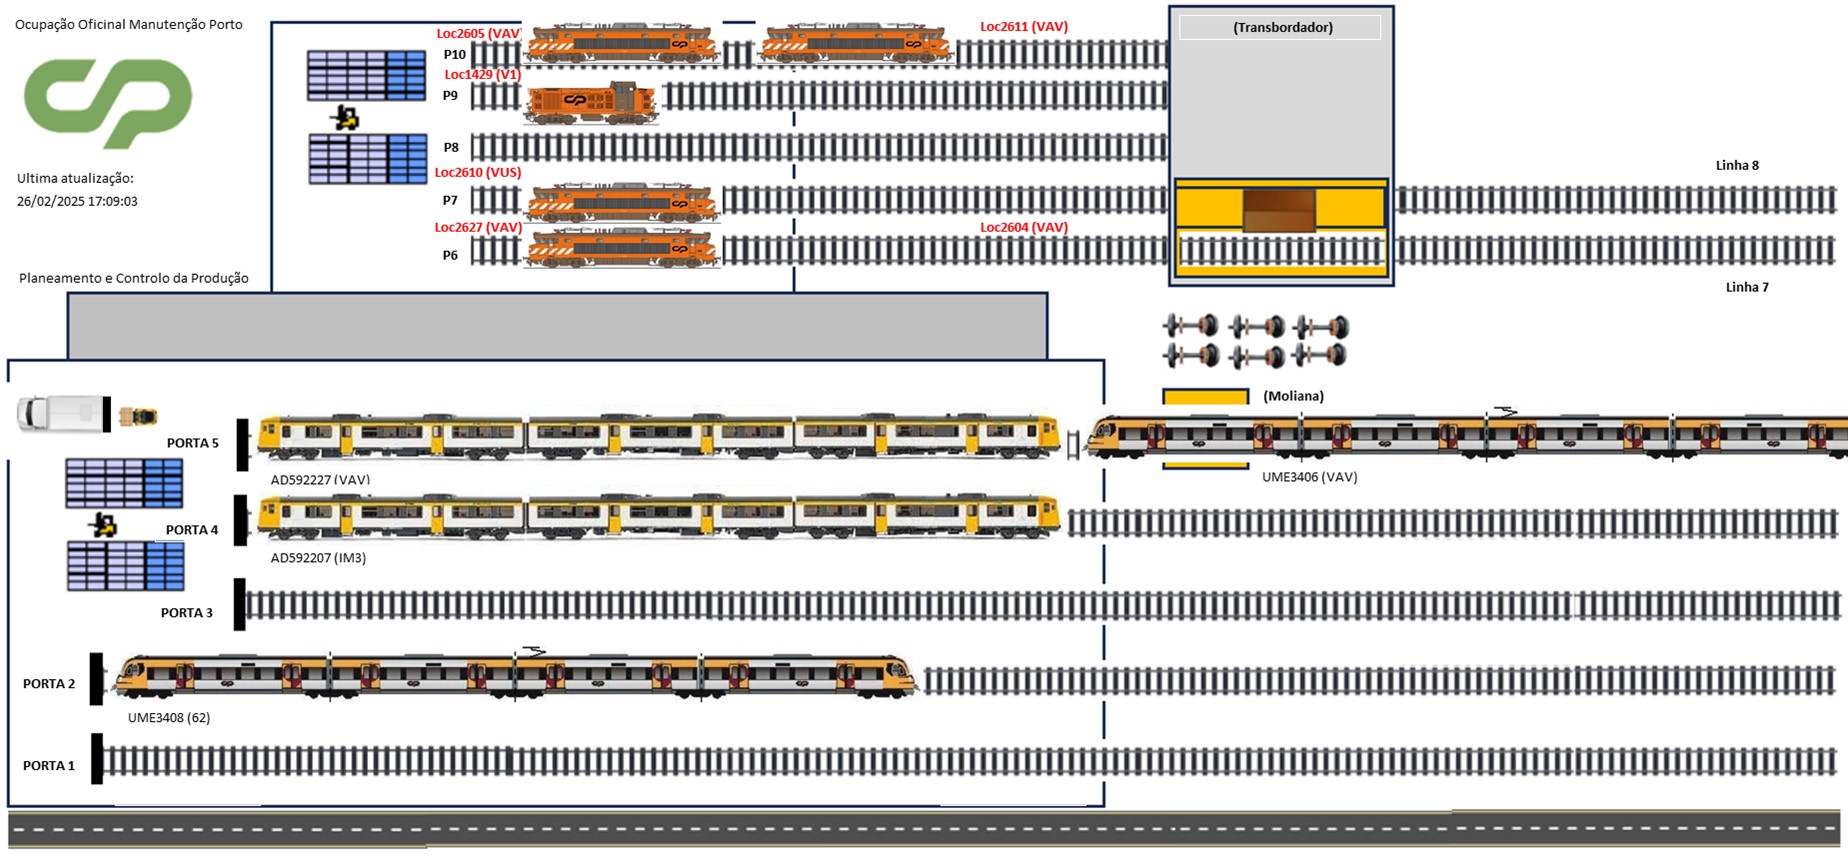 Ocupação Oficinal Manutenção Porto
Ultima atualização:
26/02/2025 17:09:03
Planeamento e Controlo da Produção
Loc2605 (VAV)
Loc2611 (VAV)
P10
Loc1429 (V1)
P9
P8
Loc2610 (VUS)
P7
Loc2627 (VAV)
Loc2604 (VAV)
P6
(Transbordador)
Linha 8
Linha 7
(Moliana)
PORTA 5
AD592227 (VAV)
UME3406 (VAV)
PORTA 4
AD592207 (IM3)
PORTA 3
PORTA 2
UME3408 (62)
PORTA 1